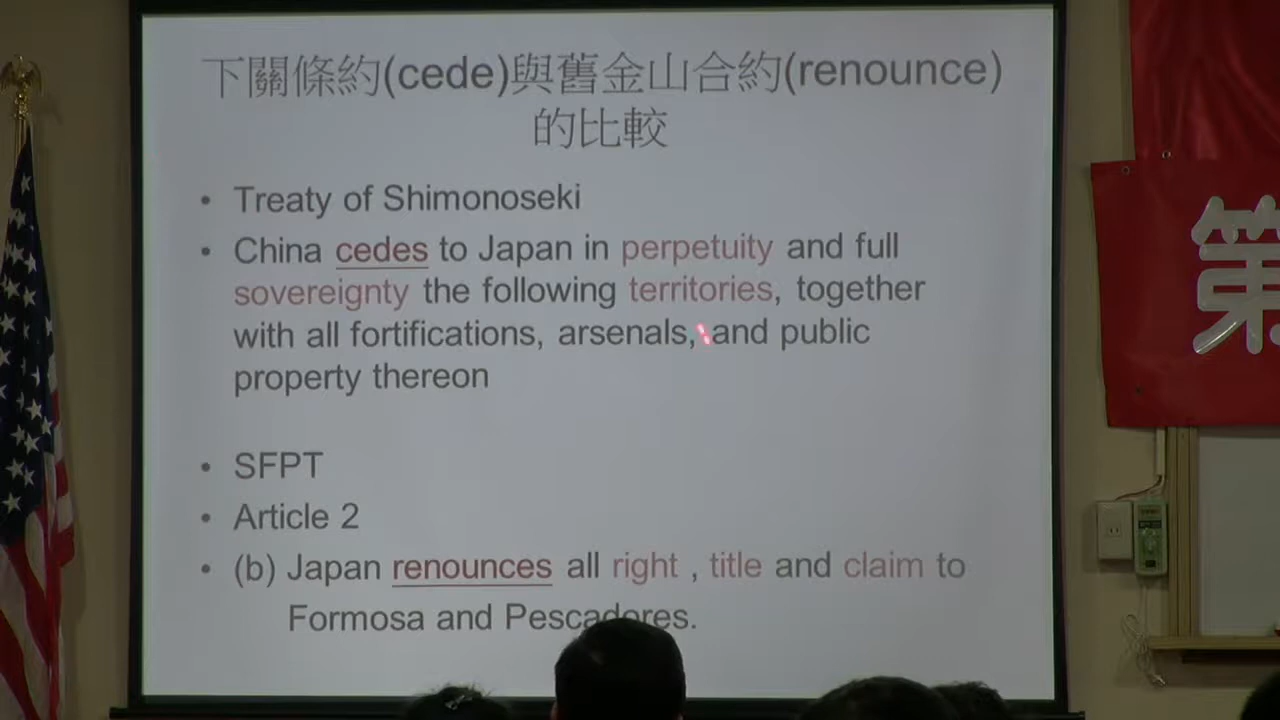 下關條約(cede)與舊金山合約(renounce)
的比較
• Treaty of Shimonoseki
• China cedes to Japan in perpetuity and full
sovereignty the following territories, together
with all fortifications, arsenals, and public
property thereon
• SFPT
• Article 2
• (b) Japan renounces all right , title and claim to
Formosa and Pescadores.
第